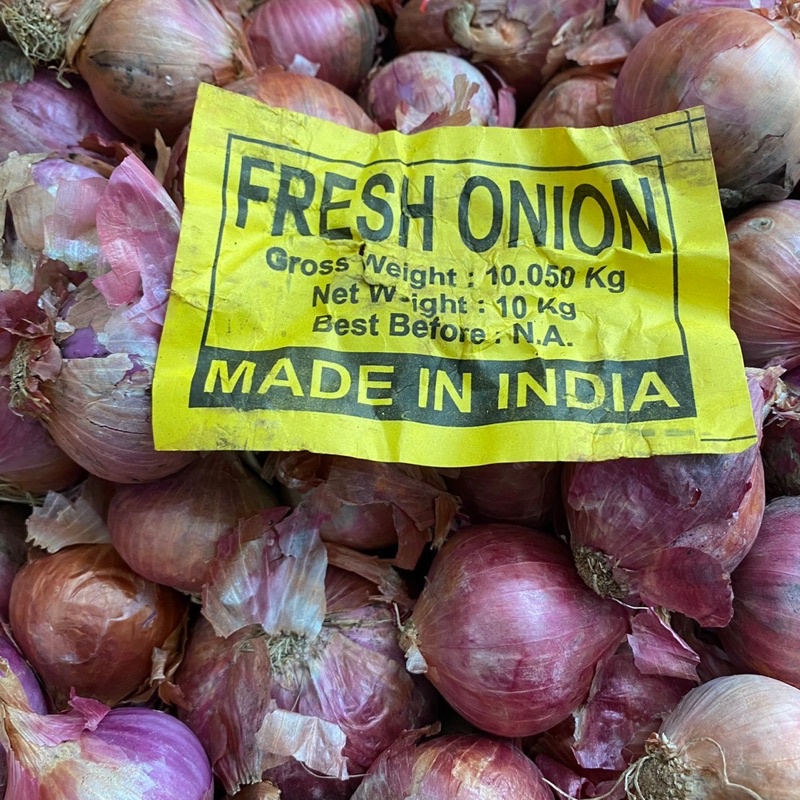 FRESH ONION
Gross Weight : 10.050 Kg
Net Weight : 10 Kg
Best Before : N.A.
MADE IN INDIA